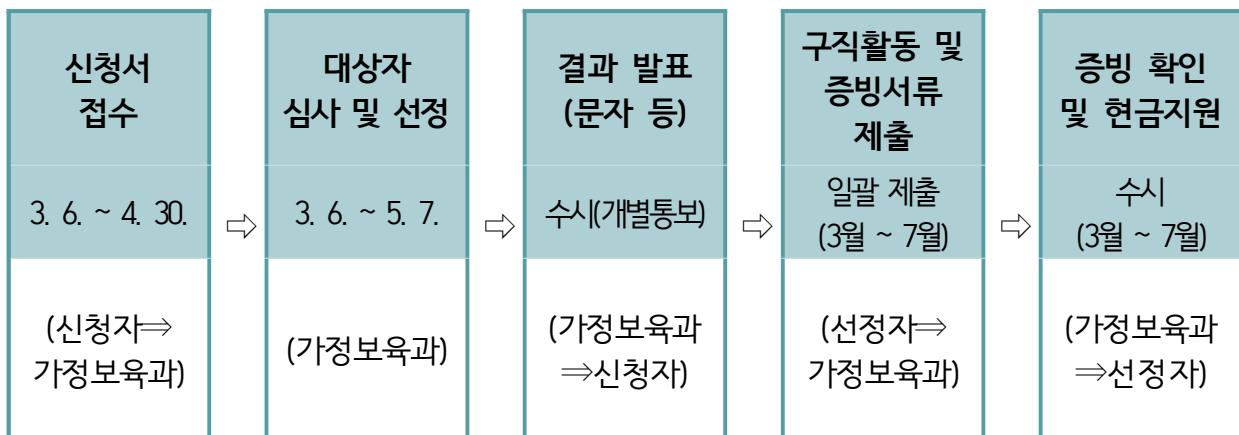 신청서
접수
3. 6. ~ 4. 30.
(신청자⇒
가정보육과)
⇨
대상자
심사 및 선정
3. 6. ~ 5. 7.
(가정보육과)
⇨
결과 발표
(문자 등)
수시(개별통보)
(가정보육과
⇒신청자)
⇨
구직활동 및
증빙서류
제출
일괄 제출
(3월 ~ 7월)
(선정자⇒
가정보육과)
⇨
증빙 확인
및 현금지원
수시
(3월 ~ 7월)
(가정보육과
⇒선정자)